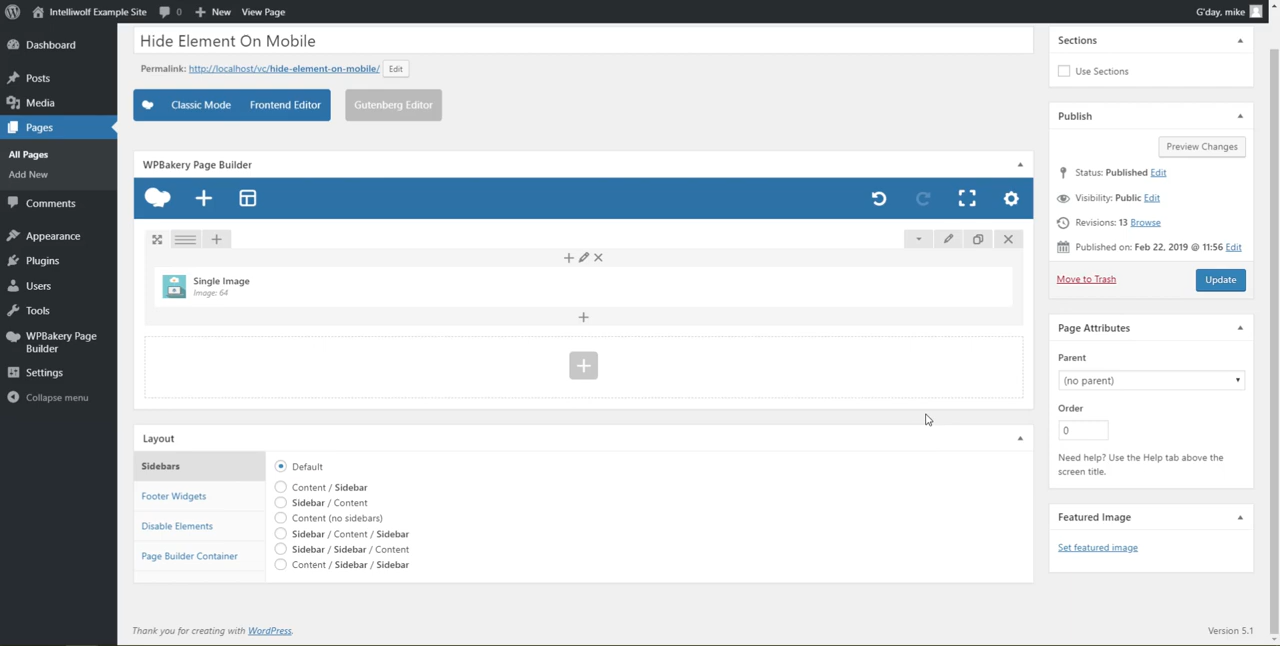 Intelliwolf Example Site 0 New View Page G'day, mike
Dashboard
Posts
Media
Pages
All Pages
Add New
Comments
Appearance
Plugins
Users
Tools
WPBakery Page
Builder
Settings
Collapse menu
Hide Element On Mobile
Permalink: http://localhost/vc/hide-element-on-mobile/ Edit
Classic Mode Frontend Editor Gutenberg Editor
WPBakery Page Builder
Single Image
Image: 64
Layout
Sidebars
Footer Widgets
Disable Elements
Page Builder Container
Default
Content / Sidebar
Sidebar / Content
Content (no sidebars)
Sidebar / Content / Sidebar
Sidebar / Sidebar / Content
Content / Sidebar / Sidebar
Sections
Use Sections
Publish
Preview Changes
Status: Published Edit
Visibility: Public Edit
Revisions: 13 Browse
Published on: Feb 22, 2019 @ 11:56 Edit
Move to Trash Update
Page Attributes
Parent
(no parent)
Order
0
Need help? Use the Help tab above the
screen title.
Featured Image
Set featured image
Thank you for creating with WordPress. Version 5.1